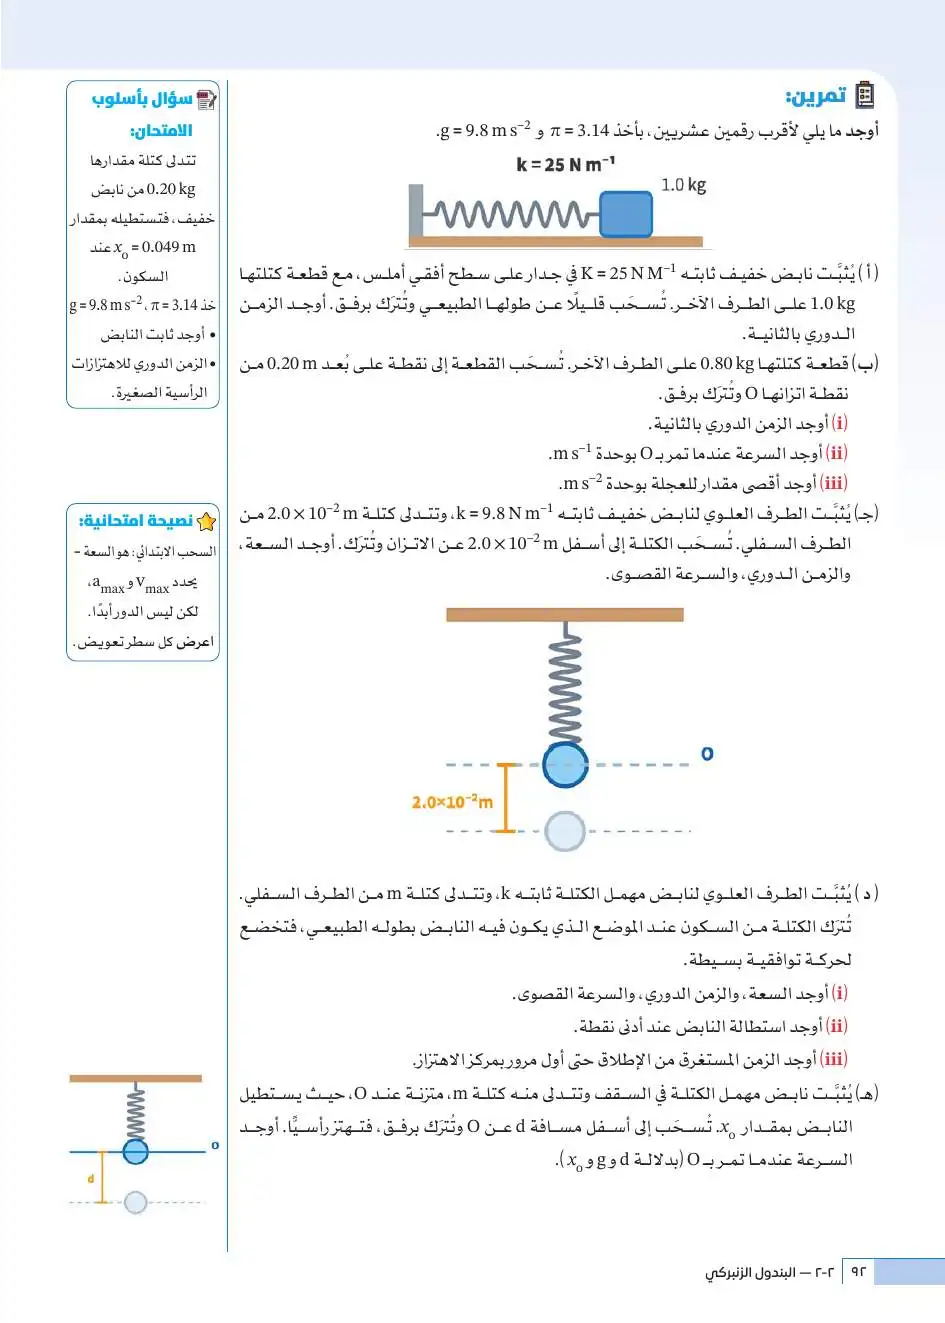 تمرين:
أوجد ما يلي لأقرب رقمين عشريين، بأخذ π = 3.14 و g = 9.8 m s⁻².
k = 25 N m⁻¹
1.0 kg
(أ) يُثبَّت نابض خفيف ثابته K = 25 N M⁻¹ في جدار على سطح أفقي أملس، مع قطعة كتلتها
1.0 kg على الطرف الآخر. تُسحَب قليلًا عن طولها الطبيعي وتُترَك برفق. أوجد الزمن
الدوري بالثانية.
(ب) قطعة كتلتها 0.80 kg على الطرف الآخر. تُسحَب القطعة إلى نقطة على بُعد 0.20 m من
نقطة اتزانها O وتُترَك برفق.
(i) أوجد الزمن الدوري بالثانية.
(ii) أوجد السرعة عندما تمر بـ O بوحدة m s⁻¹.
(iii) أوجد أقصى مقدار للعجلة بوحدة m s⁻².
(جـ) يُثبَّت الطرف العلوي لنابض خفيف ثابته k = 9.8 N m⁻¹، وتتدلى كتلة 2.0 × 10⁻² m من
الطرف السفلي. تُسحَب الكتلة إلى أسفل 2.0 × 10⁻² m عن الاتزان وتُترَك. أوجد السعة،
والزمن الدوري، والسرعة القصوى.
O
2.0×10⁻²m
(د) يُثبَّت الطرف العلوي لنابض مهمل الكتلة ثابته k، وتتدلى كتلة m من الطرف السفلي.
تُترَك الكتلة من السكون عند الموضع الذي يكون فيه النابض بطوله الطبيعي، فتخضع
لحركة توافقية بسيطة.
(i) أوجد السعة، والزمن الدوري، والسرعة القصوى.
(ii) أوجد استطالة النابض عند أدنى نقطة.
(iii) أوجد الزمن المستغرق من الإطلاق حتى أول مرور بمركز الاهتزاز.
(هـ) يُثبَّت نابض مهمل الكتلة في السقف وتتدلى منه كتلة m، متزنة عند O، حيث يستطيل
النابض بمقدار x₀. تُسحَب إلى أسفل مسافة d عن O وتُترَك برفق، فتهتز رأسيًّا. أوجد
السرعة عندما تمر بـ O (بدلالة d و g و x₀).
سؤال بأسلوب
الامتحان:
تتدلى كتلة مقدارها
0.20 kg من نابض
خفيف، فتستطيله بمقدار
x₀ = 0.049 m عند
السكون.
خذ π = 3.14، g = 9.8 m s⁻²
• أوجد ثابت النابض
• الزمن الدوري للاهتزازات
الرأسية الصغيرة.
نصيحة امتحانية:
السحب الابتدائي: هو السعة –
يحدد vmax و amax،
لكن ليس الدور أبدًا.
اعرض كل سطر تعويض.
O
d
٩٢
٢-٢ — البندول الزنبركي